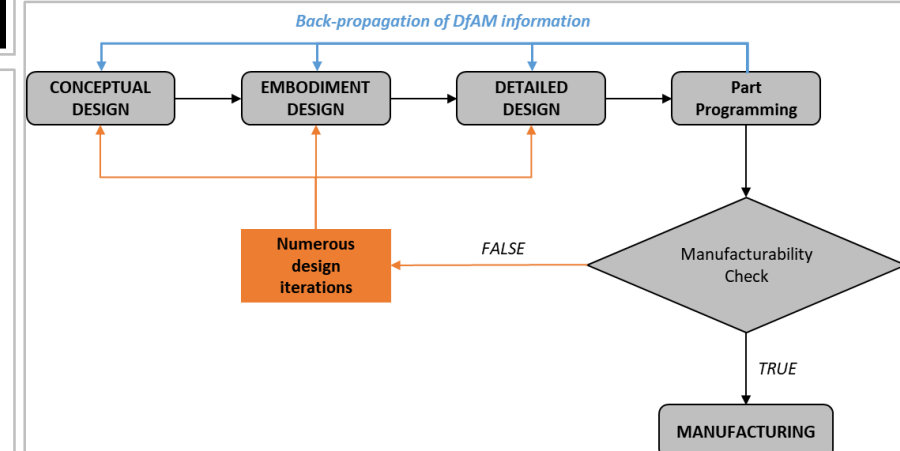 Back-propagation of DfAM information
CONCEPTUAL
DESIGN
EMBODIMENT
DESIGN
DETAILED
DESIGN
Part
Programming
Numerous
design
iterations
FALSE
Manufacturability
Check
TRUE
MANUFACTURING